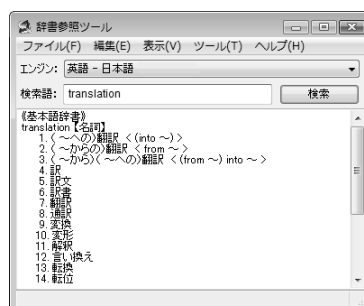 辞書参照ツール
ファイル(F) 編集(E) 表示(V) ツール(T) ヘルプ(H)
エンジン: 英語 - 日本語
検索語: translation 検索
《基本語辞書》
translation【名詞】
1. (～への)翻訳 <(into ～)>
2. (～からの)翻訳 <from ～>
3. (～から)(～への)翻訳 <(from ～) into ～>
4. 訳
5. 訳文
6. 訳書
7. 翻訳
8. 通訳
9. 変換
10. 変形
11. 解釈
12. 言い換え
13. 転換
14. 転位